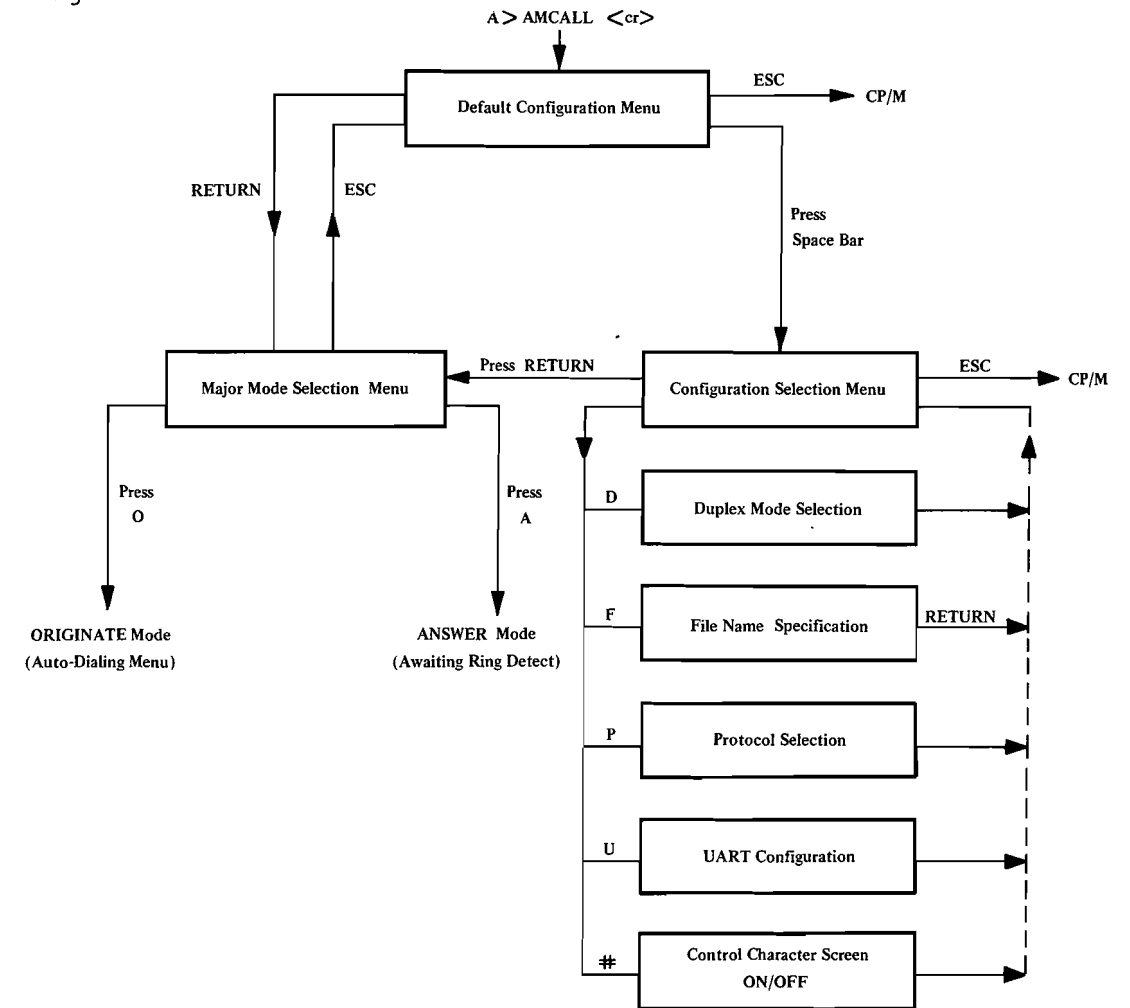 A> AMCALL <cr>
Default Configuration Menu
ESC
CP/M
RETURN
ESC
Press
Space Bar
Major Mode Selection Menu
Press RETURN
Configuration Selection Menu
ESC
CP/M
Press
O
Press
A
D
Duplex Mode Selection
F
File Name Specification
RETURN
ORIGINATE Mode
(Auto-Dialing Menu)
ANSWER Mode
(Awaiting Ring Detect)
P
Protocol Selection
U
UART Configuration
#
Control Character Screen
ON/OFF